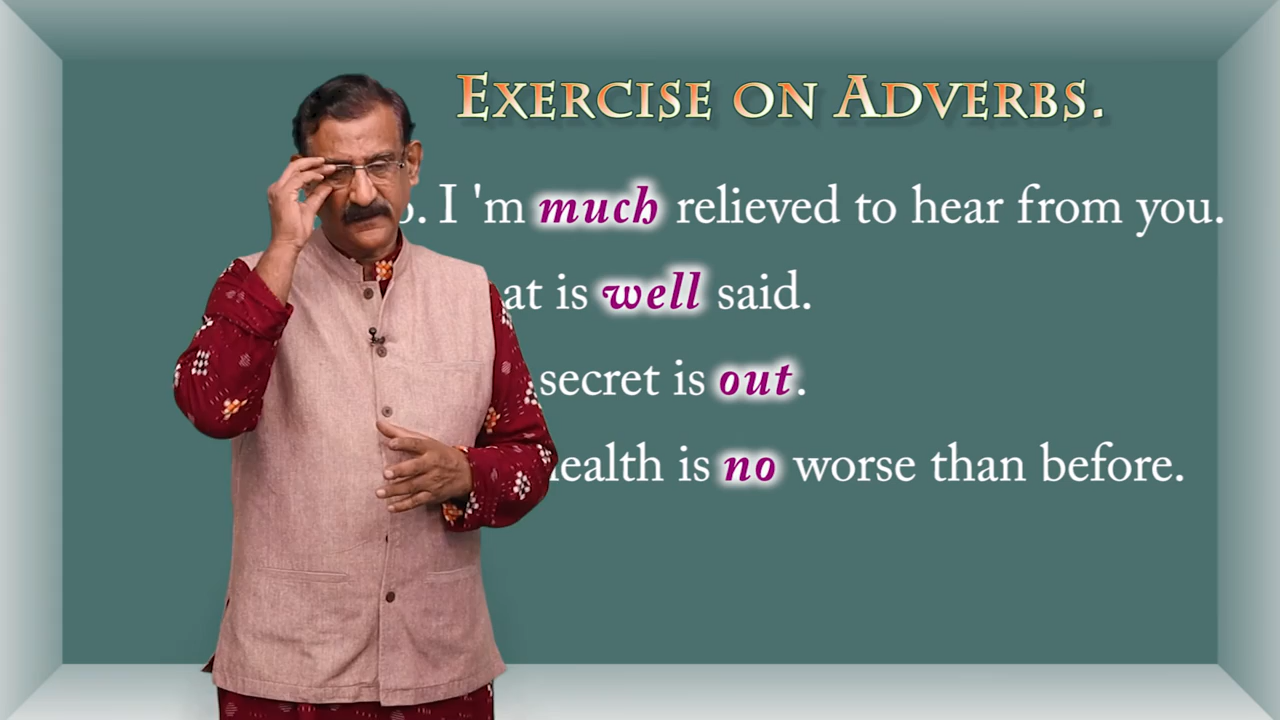 EXERCISE ON ADVERBS.
. I 'm much relieved to hear from you.
at is well said.
secret is out.
ealth is no worse than before.